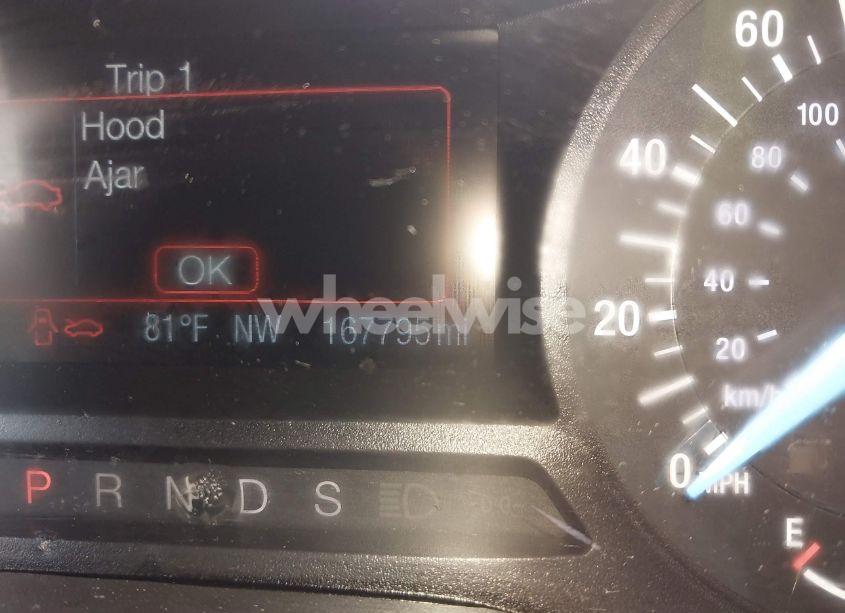 Trip 1
Hood
Ajar
OK
81°F NW 167795mi
P R N D S
60
40
20
0 MPH
100
80
60
40
20
km/h
E
wheelwise